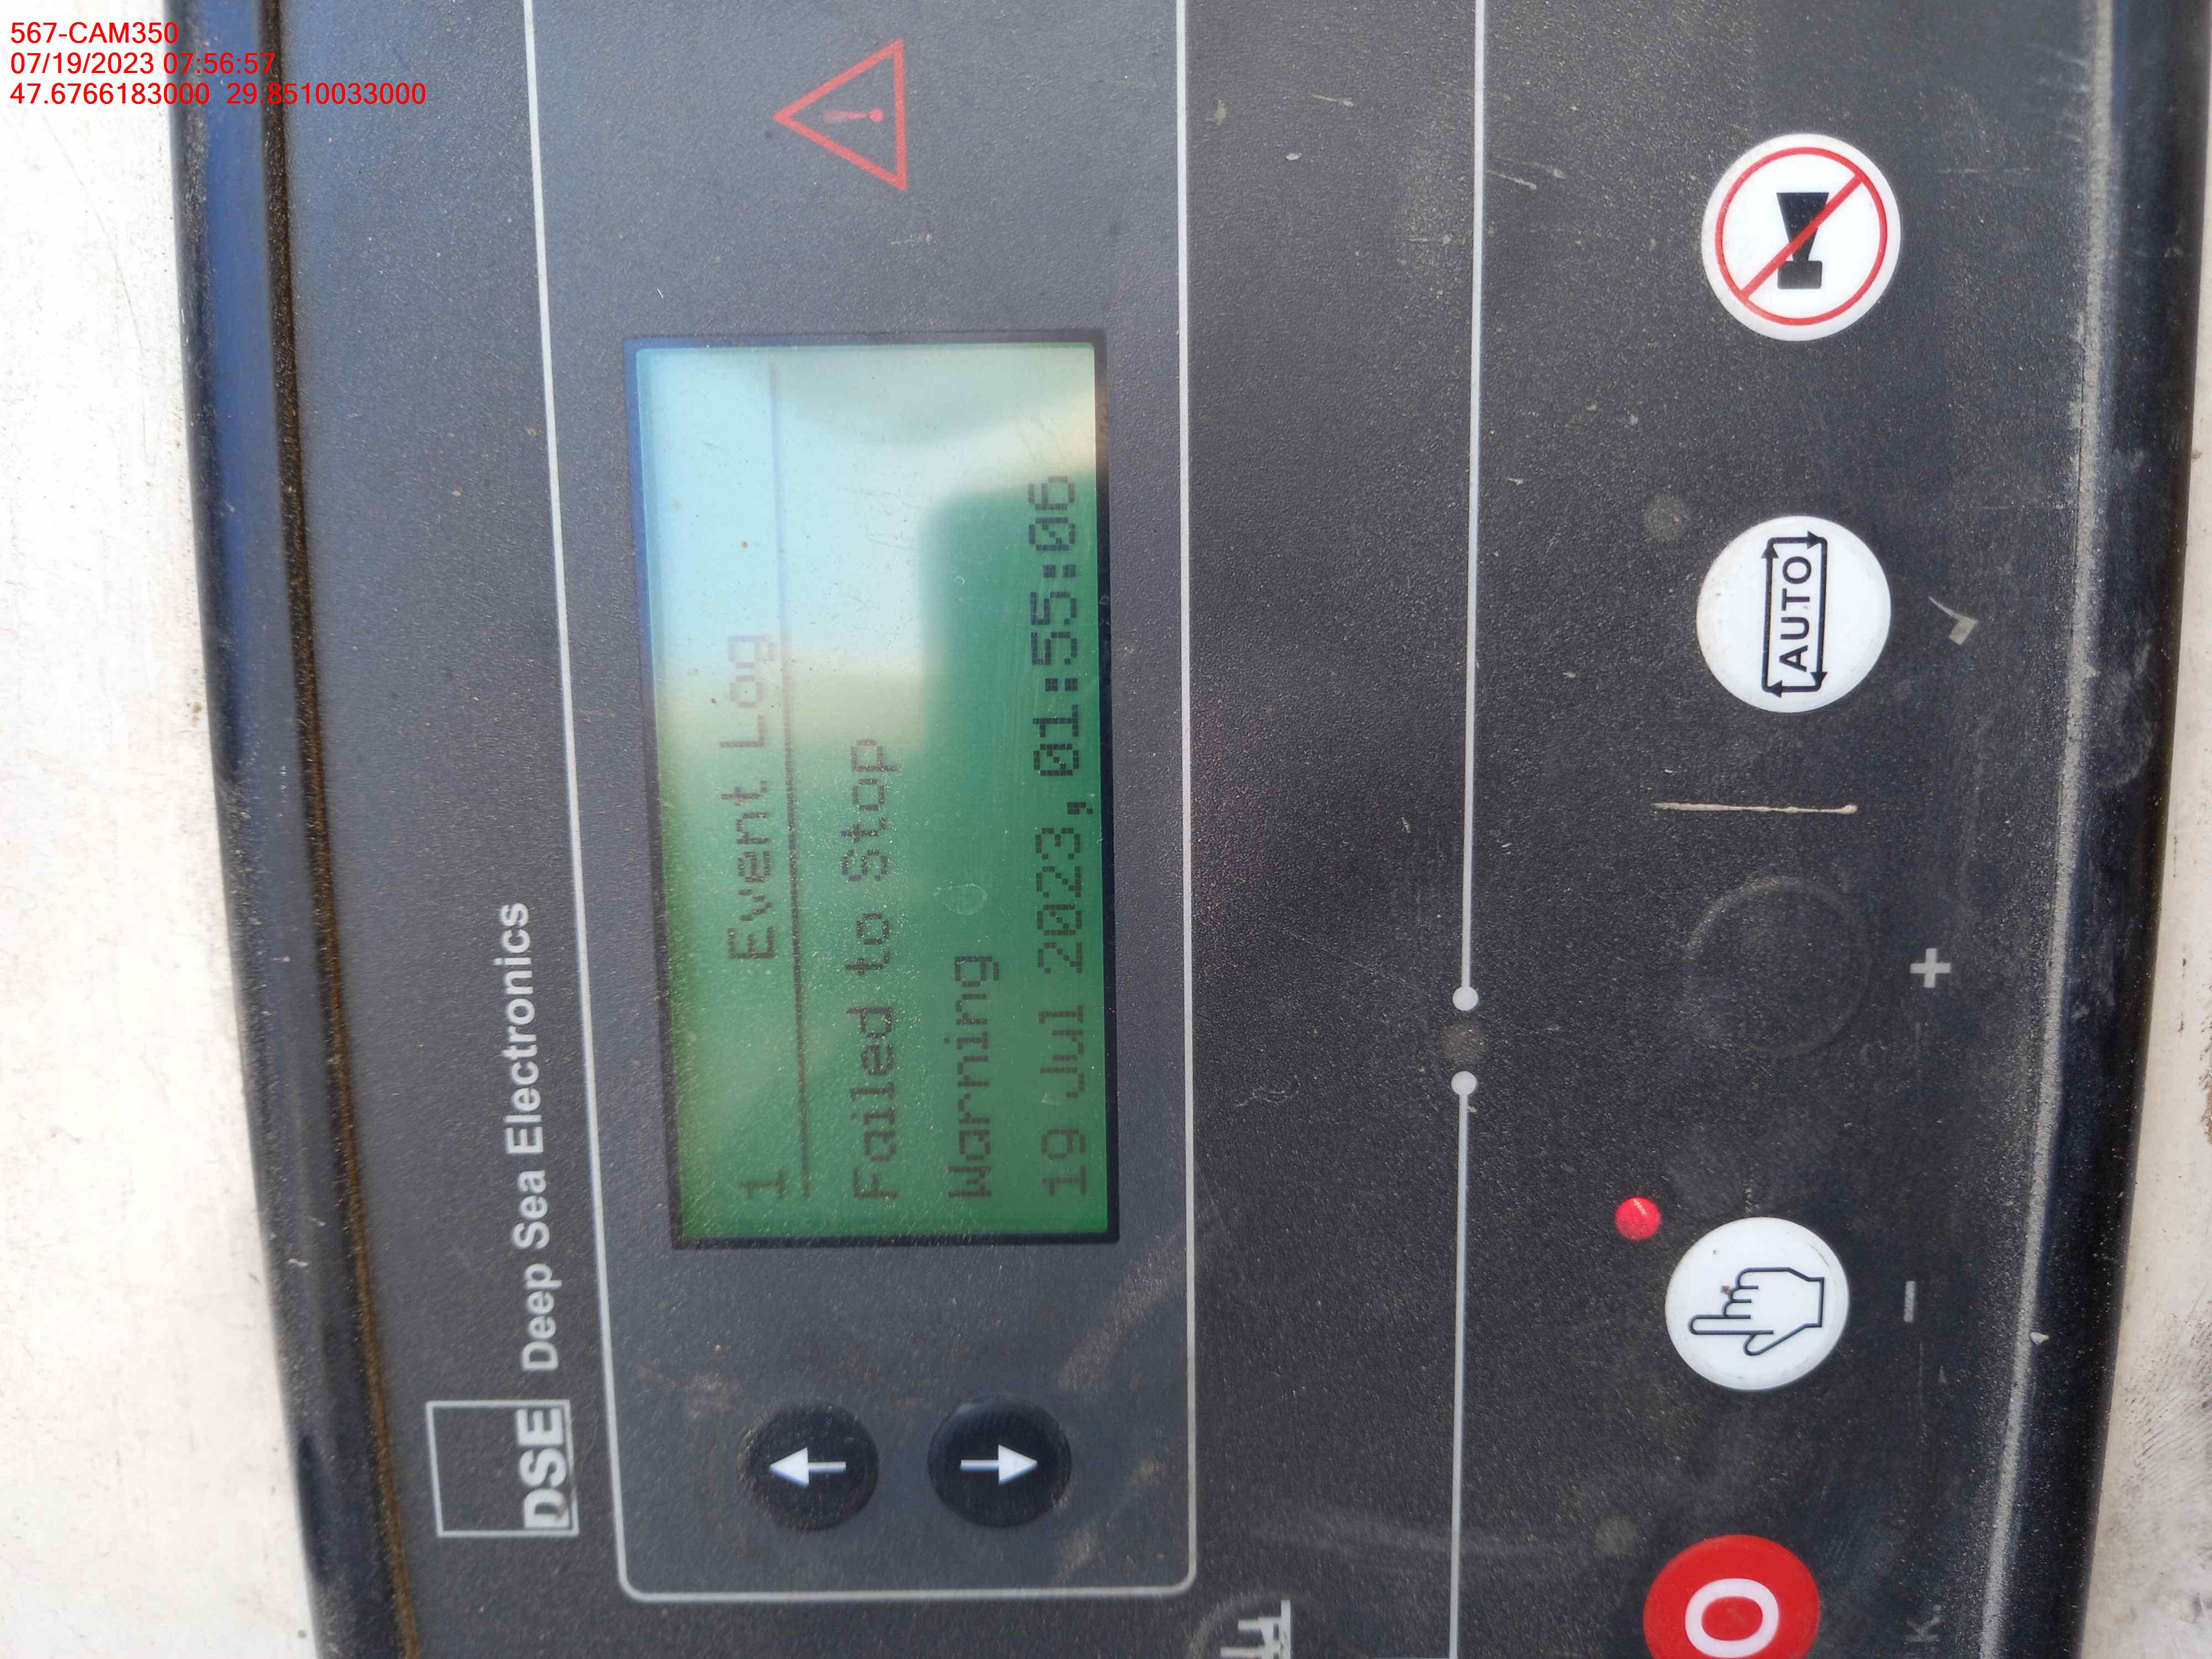 567-CAM350
07/19/2023 07:56:57
47.6766183000 29.8510033000
DSE Deep Sea Electronics
1 Event Log
Failed to Stop
Warning
19 Jul 2023, 01:55:06
AUTO
O
- +